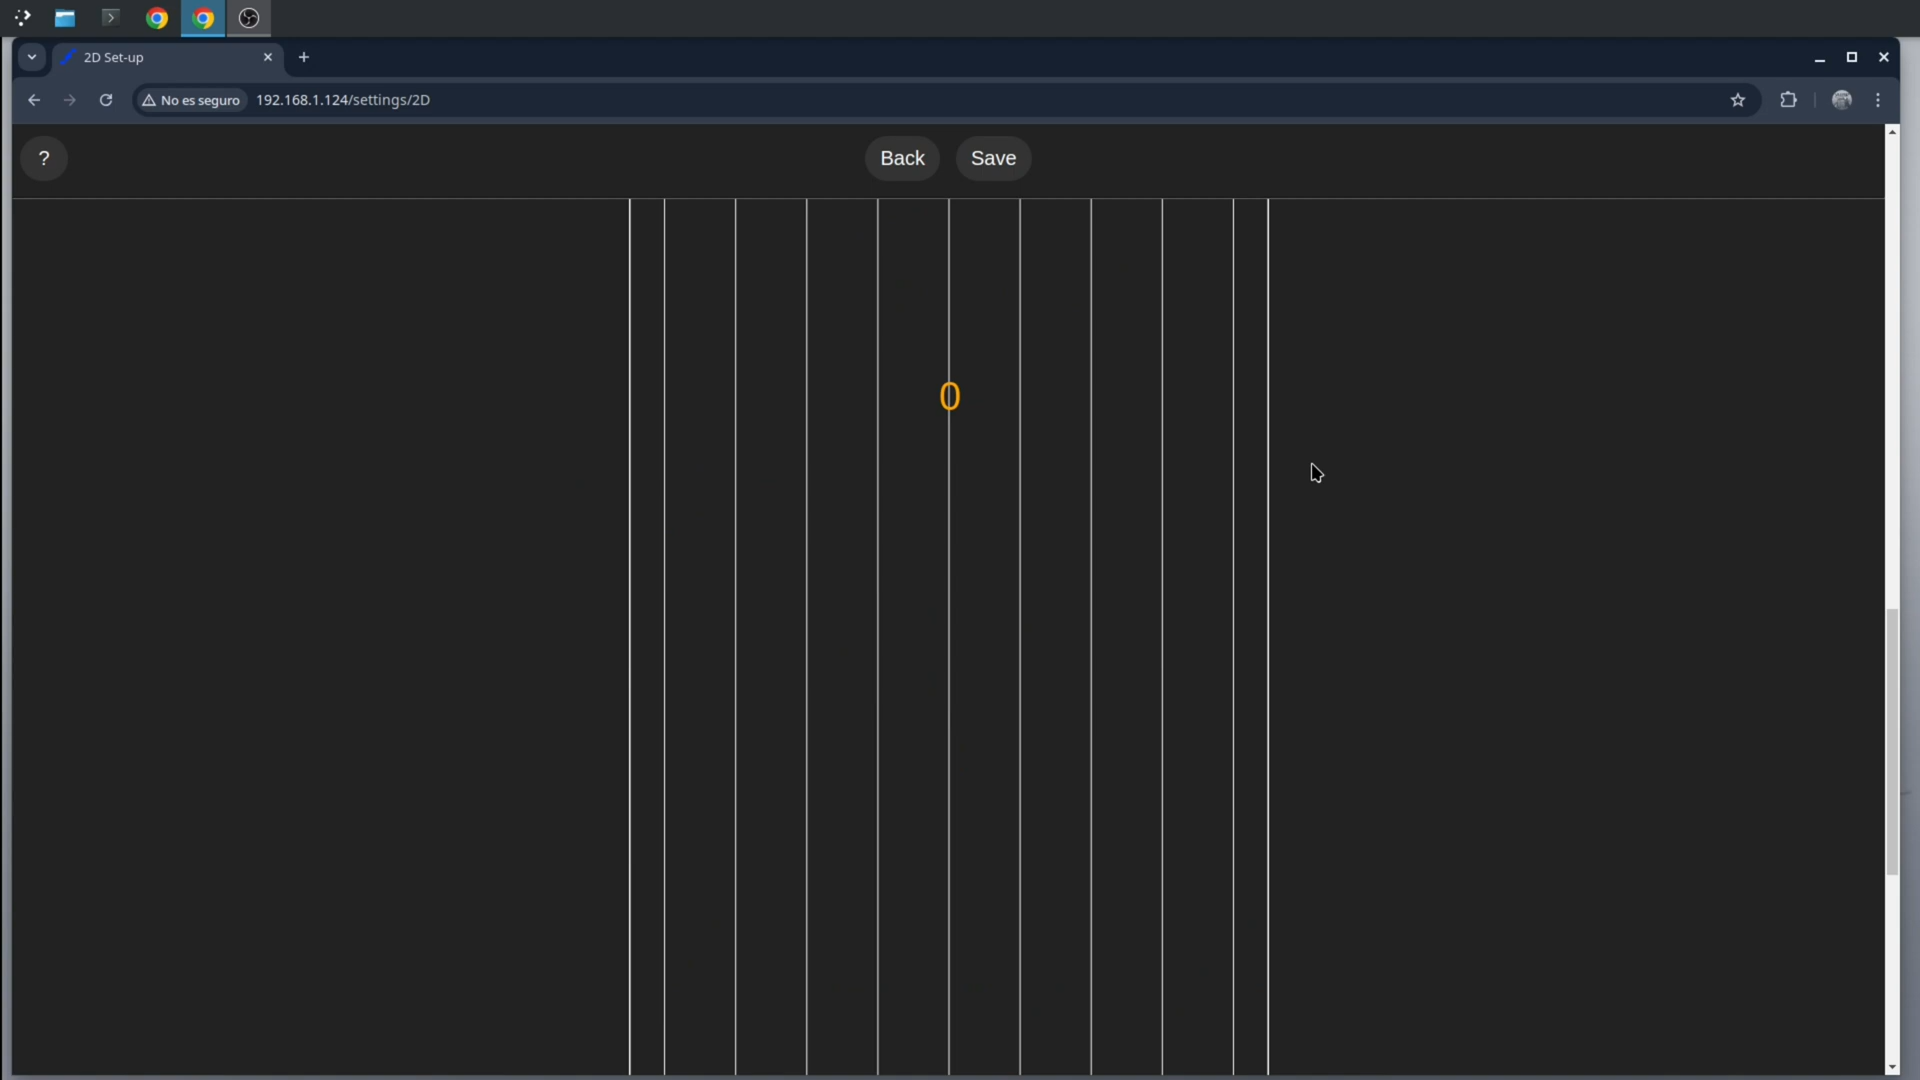 2D Set-up
No es seguro
192.168.1.124/settings/2D
?
Back
Save
0